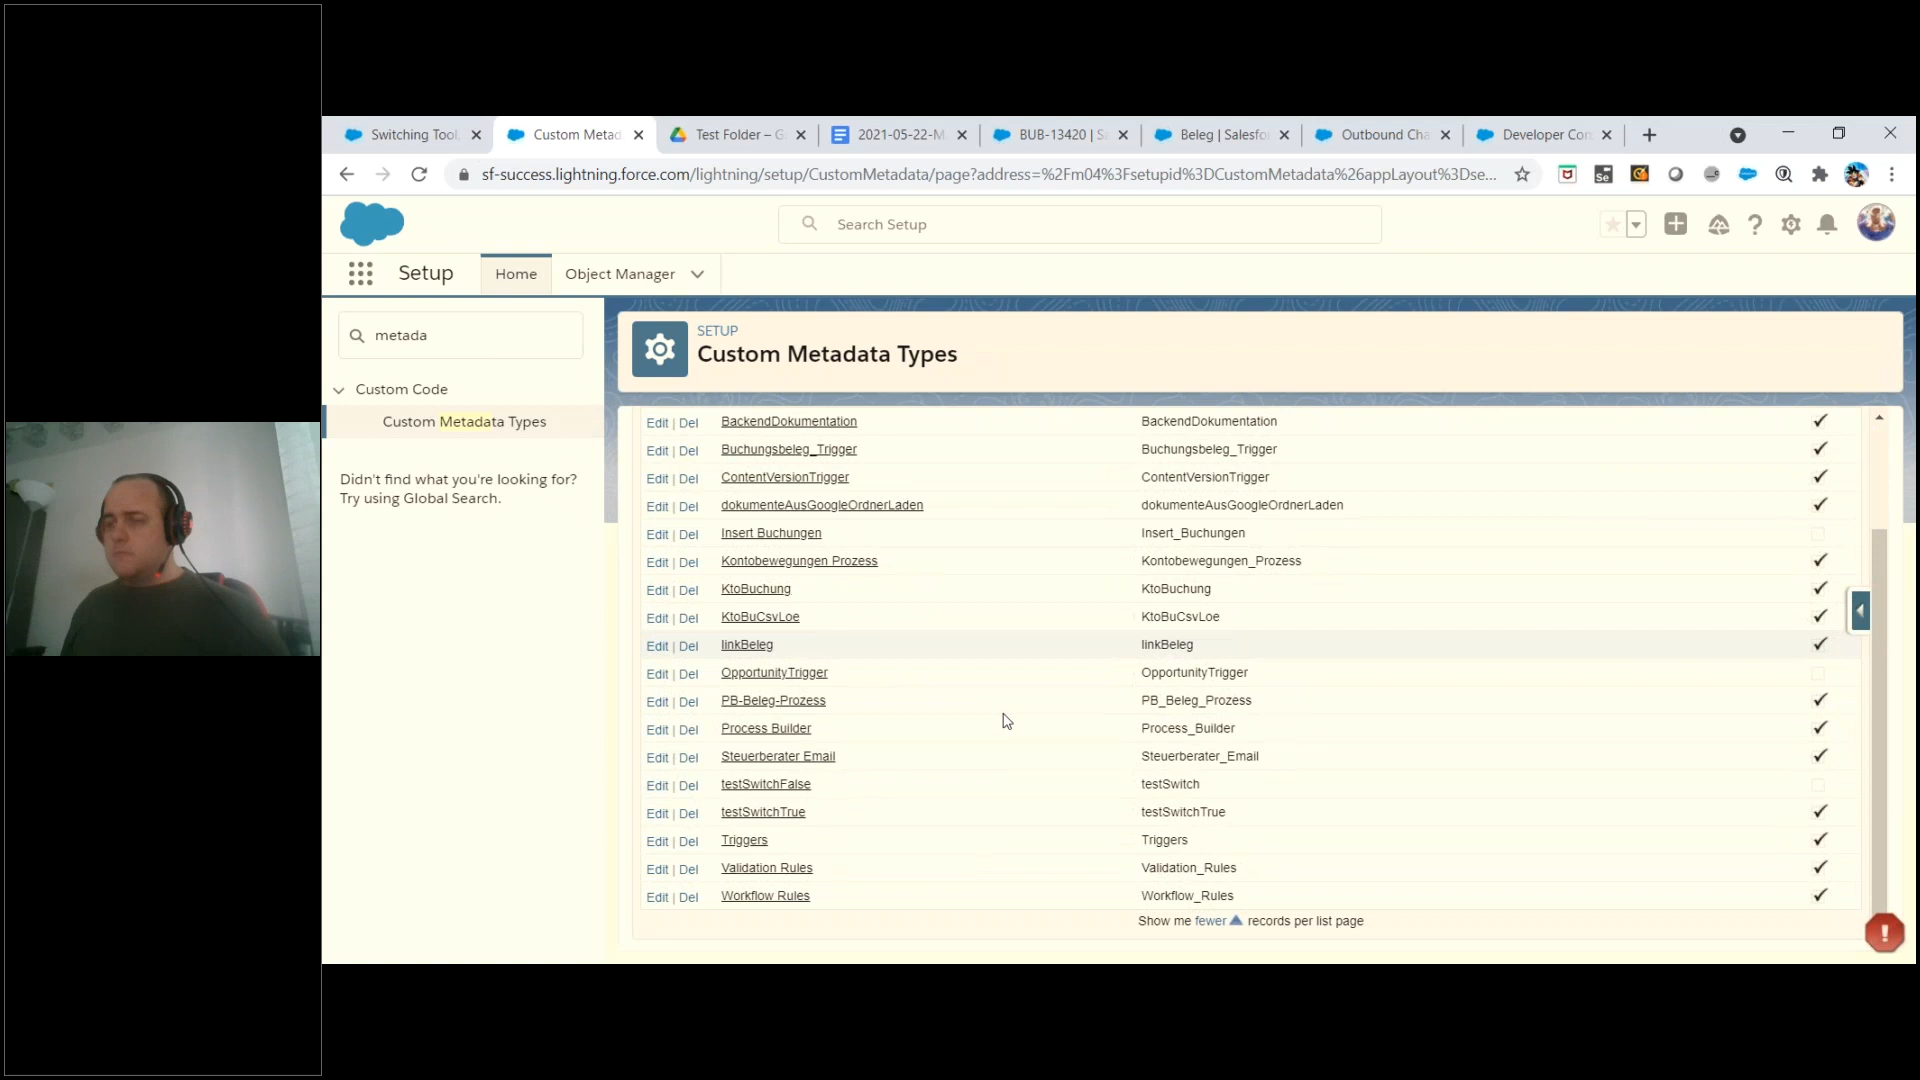 Switching Tool
Custom Metad
Test Folder – G
2021-05-22-M
BUB-13420 | S
Beleg | Salesfo
Outbound Cha
Developer Con
sf-success.lightning.force.com/lightning/setup/CustomMetadata/page?address=%2Fm04%3Fsetupid%3DCustomMetadata%26appLayout%3Dse...
Search Setup
Setup
Home
Object Manager
metada
SETUP
Custom Metadata Types
Custom Code
Custom Metadata Types
Didn't find what you're looking for?
Try using Global Search.
Edit | Del BackendDokumentation BackendDokumentation
Edit | Del Buchungsbeleg_Trigger Buchungsbeleg_Trigger
Edit | Del ContentVersionTrigger ContentVersionTrigger
Edit | Del dokumenteAusGoogleOrdnerLaden dokumenteAusGoogleOrdnerLaden
Edit | Del Insert Buchungen Insert_Buchungen
Edit | Del Kontobewegungen Prozess Kontobewegungen_Prozess
Edit | Del KtoBuchung KtoBuchung
Edit | Del KtoBuCsvLoe KtoBuCsvLoe
Edit | Del linkBeleg linkBeleg
Edit | Del OpportunityTrigger OpportunityTrigger
Edit | Del PB-Beleg-Prozess PB_Beleg_Prozess
Edit | Del Process Builder Process_Builder
Edit | Del Steuerberater Email Steuerberater_Email
Edit | Del testSwitchFalse testSwitch
Edit | Del testSwitchTrue testSwitchTrue
Edit | Del Triggers Triggers
Edit | Del Validation Rules Validation_Rules
Edit | Del Workflow Rules Workflow_Rules
Show me fewer records per list page